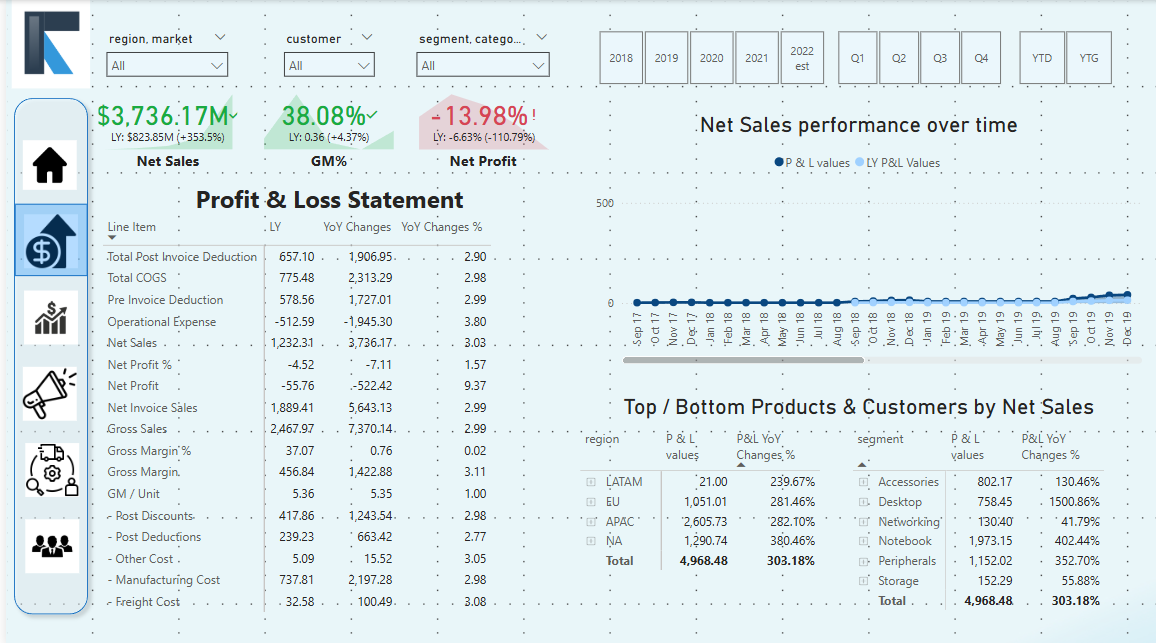 region, market
customer
segment, catego...
All
All
All
2018
2019
2020
2021
2022 est
Q1
Q2
Q3
Q4
YTD
YTG
$3,736.17M
LY: $823.85M (+353.5%)
Net Sales
38.08%
LY: 0.36 (+4.37%)
GM%
-13.98%!
LY: -6.63% (-110.79%)
Net Profit
Net Sales performance over time
P & L values
LY P&L Values
500
0
Sep 17
Oct 17
Nov 17
Dec 17
Jan 18
Feb 18
Mar 18
Apr 18
May 18
Jun 18
Jul 18
Aug 18
Sep 18
Oct 18
Nov 18
Dec 18
Jan 19
Feb 19
Mar 19
Apr 19
May 19
Jun 19
Jul 19
Aug 19
Sep 19
Oct 19
Nov 19
Dec 19
Profit & Loss Statement
Line Item LY YoY Changes YoY Changes %
Total Post Invoice Deduction 657.10 1,906.95 2.90
Total COGS 775.48 2,313.29 2.98
Pre Invoice Deduction 578.56 1,727.01 2.99
Operational Expense -512.59 -1,945.30 3.80
Net Sales 1,232.31 3,736.17 3.03
Net Profit % -4.52 -7.11 1.57
Net Profit -55.76 -522.42 9.37
Net Invoice Sales 1,889.41 5,643.13 2.99
Gross Sales 2,467.97 7,370.14 2.99
Gross Margin % 37.07 0.76 0.02
Gross Margin 456.84 1,422.88 3.11
GM / Unit 5.36 5.35 1.00
- Post Discounts 417.86 1,243.54 2.98
- Post Deductions 239.23 663.42 2.77
- Other Cost 5.09 15.52 3.05
- Manufacturing Cost 737.81 2,197.28 2.98
- Freight Cost 32.58 100.49 3.08
Top / Bottom Products & Customers by Net Sales
region P & L values P&L YoY Changes %
LATAM 21.00 239.67%
EU 1,051.01 281.46%
APAC 2,605.73 282.10%
NA 1,290.74 380.46%
Total 4,968.48 303.18%
segment P & L values P&L YoY Changes %
Accessories 802.17 130.46%
Desktop 758.45 1500.86%
Networking 130.40 41.79%
Notebook 1,973.15 402.44%
Peripherals 1,152.02 352.70%
Storage 152.29 55.88%
Total 4,968.48 303.18%